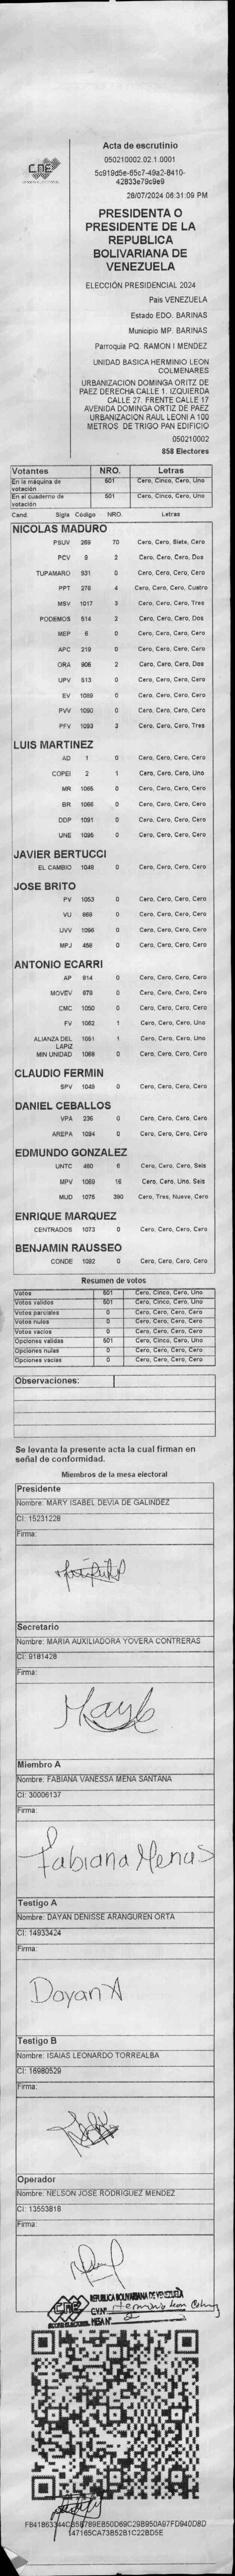 CNE
Acta de escrutinio
050210002.02.1.0001
5c919d5e-65c7-49a2-8410-
42833e79c9e9
28/07/2024 06:31:09 PM
PRESIDENTA O
PRESIDENTE DE LA
REPUBLICA
BOLIVARIANA DE
VENEZUELA
ELECCIÓN PRESIDENCIAL 2024
Pais VENEZUELA
Estado EDO. BARINAS
Municipio MP. BARINAS
Parroquia PQ. RAMON I MENDEZ
UNIDAD BASICA HERMINIO LEON
COLMENARES
URBANIZACION DOMINGA ORITZ DE
PAEZ DERECHA CALLE 1. IZQUIERDA
CALLE 27. FRENTE CALLE 17
AVENIDA DOMINGA ORTIZ DE PAEZ
URBANIZACION RAUL LEONI A 100
METROS DE TRIGO PAN EDIFICIO
050210002
858 Electores
Votantes NRO. Letras
En la máquina de votación 501 Cero, Cinco, Cero, Uno
En el cuaderno de votación 501 Cero, Cinco, Cero, Uno
Cand. Sigla Código NRO. Letras
NICOLAS MADURO
PSUV 269 70 Cero, Cero, Siete, Cero
PCV 9 2 Cero, Cero, Cero, Dos
TUPAMARO 931 0 Cero, Cero, Cero, Cero
PPT 276 4 Cero, Cero, Cero, Cuatro
MSV 1017 3 Cero, Cero, Cero, Tres
PODEMOS 514 2 Cero, Cero, Cero, Dos
MEP 6 0 Cero, Cero, Cero, Cero
APC 219 0 Cero, Cero, Cero, Cero
ORA 906 2 Cero, Cero, Cero, Dos
UPV 513 0 Cero, Cero, Cero, Cero
EV 1089 0 Cero, Cero, Cero, Cero
PVV 1090 0 Cero, Cero, Cero, Cero
PFV 1093 3 Cero, Cero, Cero, Tres
LUIS MARTINEZ
AD 1 0 Cero, Cero, Cero, Cero
COPEI 2 1 Cero, Cero, Cero, Uno
MR 1065 0 Cero, Cero, Cero, Cero
BR 1066 0 Cero, Cero, Cero, Cero
DDP 1091 0 Cero, Cero, Cero, Cero
UNE 1095 0 Cero, Cero, Cero, Cero
JAVIER BERTUCCI
EL CAMBIO 1048 0 Cero, Cero, Cero, Cero
JOSE BRITO
PV 1053 0 Cero, Cero, Cero, Cero
VU 869 0 Cero, Cero, Cero, Cero
UVV 1096 0 Cero, Cero, Cero, Cero
MPJ 458 0 Cero, Cero, Cero, Cero
ANTONIO ECARRI
AP 914 0 Cero, Cero, Cero, Cero
MOVEV 979 0 Cero, Cero, Cero, Cero
CMC 1050 0 Cero, Cero, Cero, Cero
FV 1062 1 Cero, Cero, Cero, Uno
ALIANZA DEL LAPIZ 1051 1 Cero, Cero, Cero, Uno
MIN UNIDAD 1068 0 Cero, Cero, Cero, Cero
CLAUDIO FERMIN
SPV 1049 0 Cero, Cero, Cero, Cero
DANIEL CEBALLOS
VPA 236 0 Cero, Cero, Cero, Cero
AREPA 1094 0 Cero, Cero, Cero, Cero
EDMUNDO GONZALEZ
UNTC 480 6 Cero, Cero, Cero, Seis
MPV 1069 16 Cero, Cero, Uno, Seis
MUD 1075 390 Cero, Tres, Nueve, Cero
ENRIQUE MARQUEZ
CENTRADOS 1073 0 Cero, Cero, Cero, Cero
BENJAMIN RAUSSEO
CONDE 1092 0 Cero, Cero, Cero, Cero
Resumen de votos
Votos 501 Cero, Cinco, Cero, Uno
Votos validos 501 Cero, Cinco, Cero, Uno
Votos parciales 0 Cero, Cero, Cero, Cero
Votos nulos 0 Cero, Cero, Cero, Cero
Votos vacios 0 Cero, Cero, Cero, Cero
Opciones validas 501 Cero, Cinco, Cero, Uno
Opciones nulas 0 Cero, Cero, Cero, Cero
Opciones vacias 0 Cero, Cero, Cero, Cero
Observaciones:
Se levanta la presente acta la cual firman en
señal de conformidad.
Miembros de la mesa electoral
Presidente
Nombre: MARY ISABEL DEVIA DE GALINDEZ
CI: 15231228
Firma:
Secretario
Nombre: MARIA AUXILIADORA YOVERA CONTRERAS
CI: 9181428
Firma:
Miembro A
Nombre: FABIANA VANESSA MENA SANTANA
CI: 30006137
Firma:
Fabiana Menas
Testigo A
Nombre: DAYAN DENISSE ARANGUREN ORTA
CI: 14933424
Firma:
Dayan A
Testigo B
Nombre: ISAIAS LEONARDO TORREALBA
CI: 16980529
Firma:
Operador
Nombre: NELSON JOSE RODRIGUEZ MENDEZ
CI: 13553818
Firma:
CNE REPUBLICA BOLIVARIANA DE VENEZUELA
C.V.N°
MESA N°